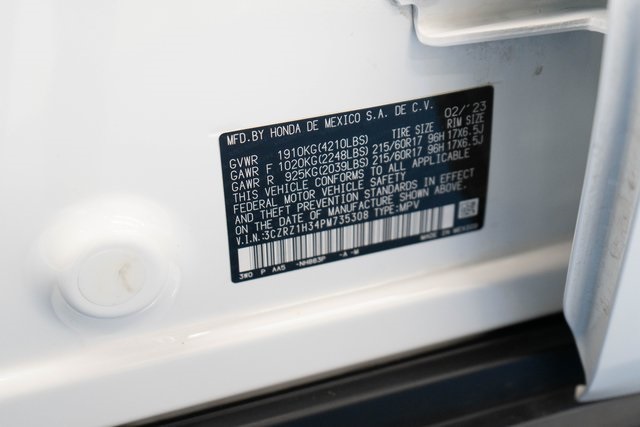 MFD.BY HONDA DE MEXICO S.A. DE C.V. 02/'23
GVWR 1910KG(4210LBS) TIRE SIZE RIM SIZE
GAWR F 1020KG(2248LBS) 215/60R17 96H 17X6.5J
GAWR R 925KG(2039LBS) 215/60R17 96H 17X6.5J
THIS VEHICLE CONFORMS TO ALL APPLICABLE
FEDERAL MOTOR VEHICLE SAFETY
AND THEFT PREVENTION STANDARDS IN EFFECT
ON THE DATE OF MANUFACTURE SHOWN ABOVE.
V.I.N.:3CZRZ1H34PM735308 TYPE:MPV
3W0 P AA5 -NH883P -A -M MADE IN MEXICO